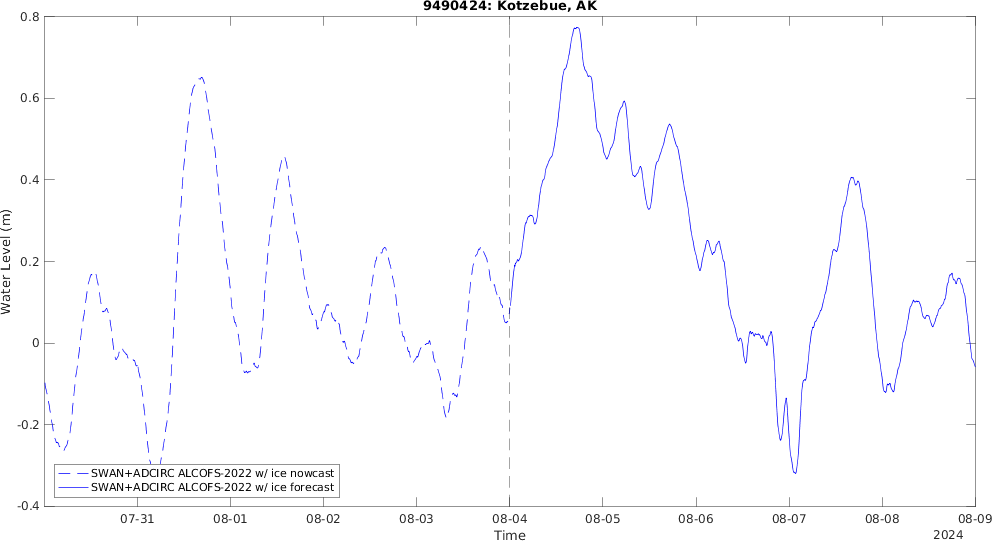 9490424: Kotzebue, AK
Water Level (m)
0.8
0.6
0.4
0.2
0
-0.2
-0.4
SWAN+ADCIRC ALCOFS-2022 w/ ice nowcast
SWAN+ADCIRC ALCOFS-2022 w/ ice forecast
07-31 08-01 08-02 08-03 08-04 08-05 08-06 08-07 08-08 08-09
Time
2024